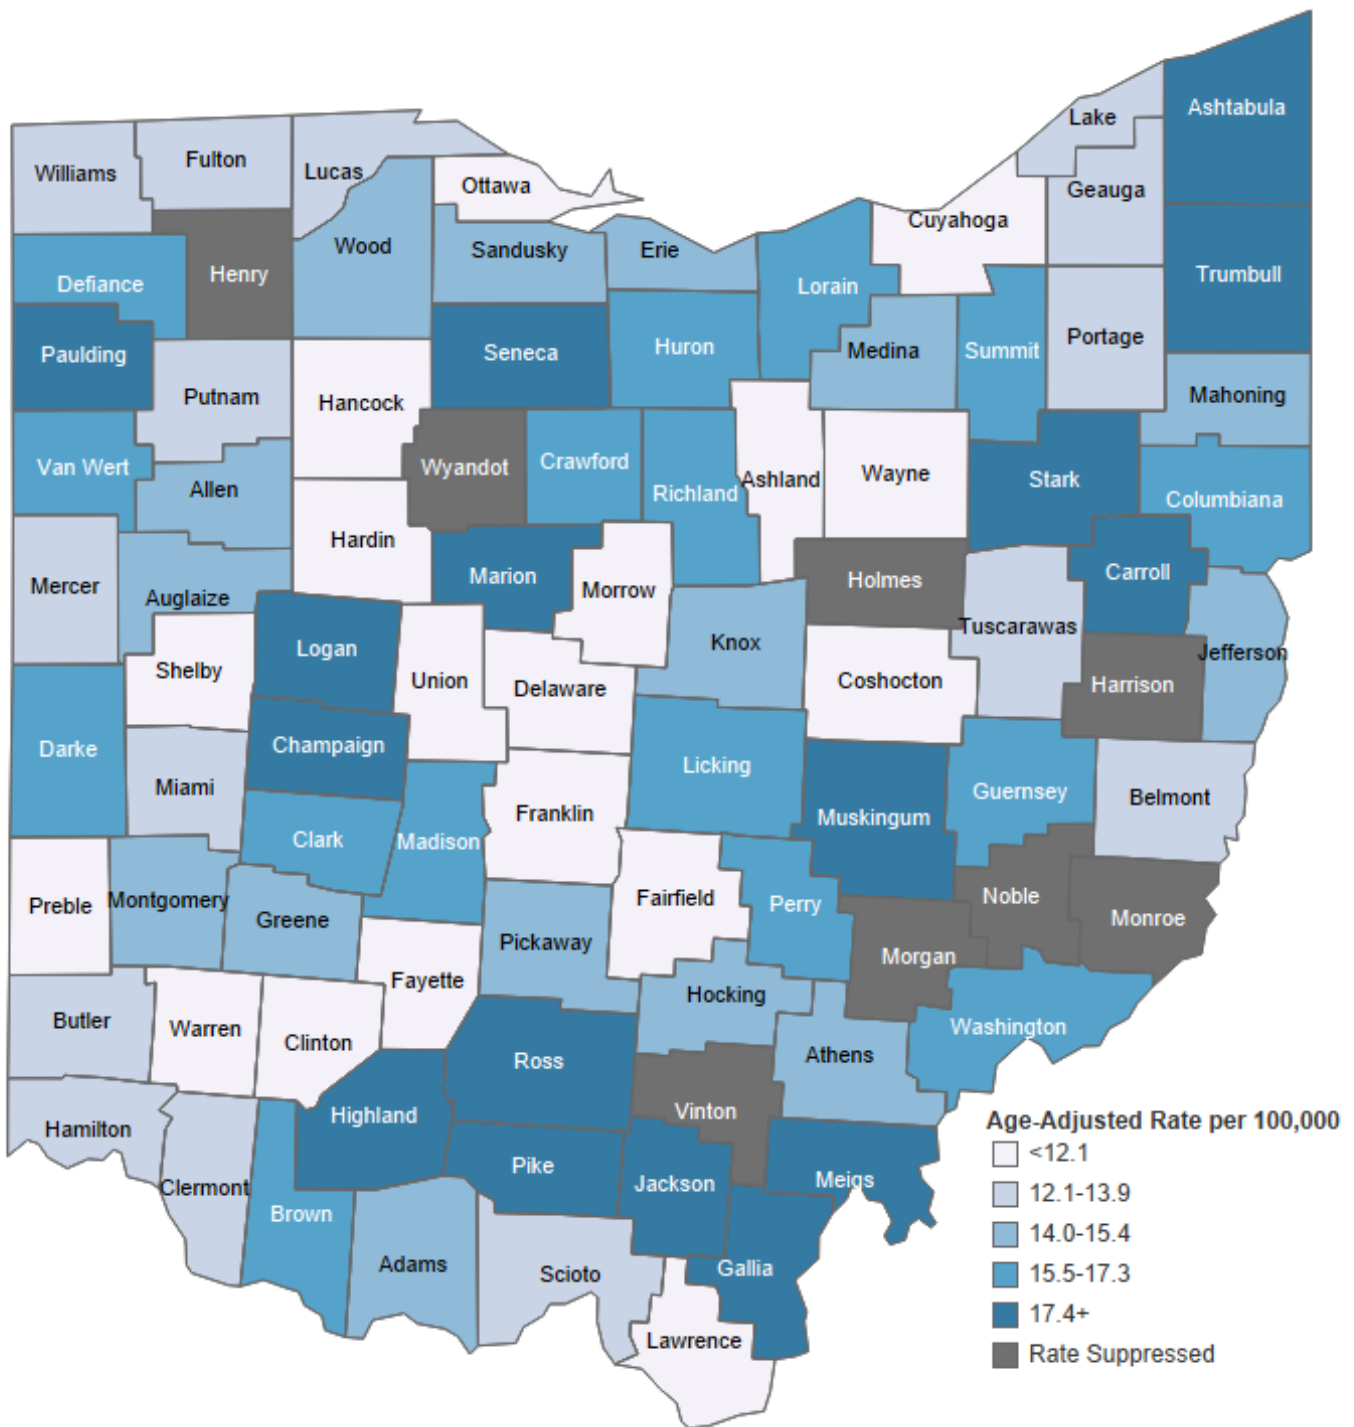 Ashtabula
Lake
Fulton
Williams
Lucas
Ottawa
Geauga
Cuyahoga
Wood
Sandusky
Erie
Henry
Trumbull
Defiance
Lorain
Paulding
Seneca
Huron
Medina
Summit
Portage
Putnam
Hancock
Mahoning
Van Wert
Wyandot
Crawford
Allen
Richland
Ashland
Wayne
Stark
Columbiana
Hardin
Mercer
Marion
Morrow
Holmes
Carroll
Auglaize
Tuscarawas
Logan
Knox
Jefferson
Shelby
Union
Delaware
Coshocton
Harrison
Darke
Champaign
Licking
Miami
Guernsey
Belmont
Franklin
Muskingum
Clark
Madison
Preble
Montgomery
Greene
Fairfield
Perry
Noble
Monroe
Pickaway
Morgan
Fayette
Hocking
Butler
Warren
Clinton
Washington
Ross
Athens
Hamilton
Highland
Vinton
Clermont
Pike
Jackson
Meigs
Brown
Adams
Scioto
Gallia
Lawrence
Age-Adjusted Rate per 100,000
<12.1
12.1-13.9
14.0-15.4
15.5-17.3
17.4+
Rate Suppressed